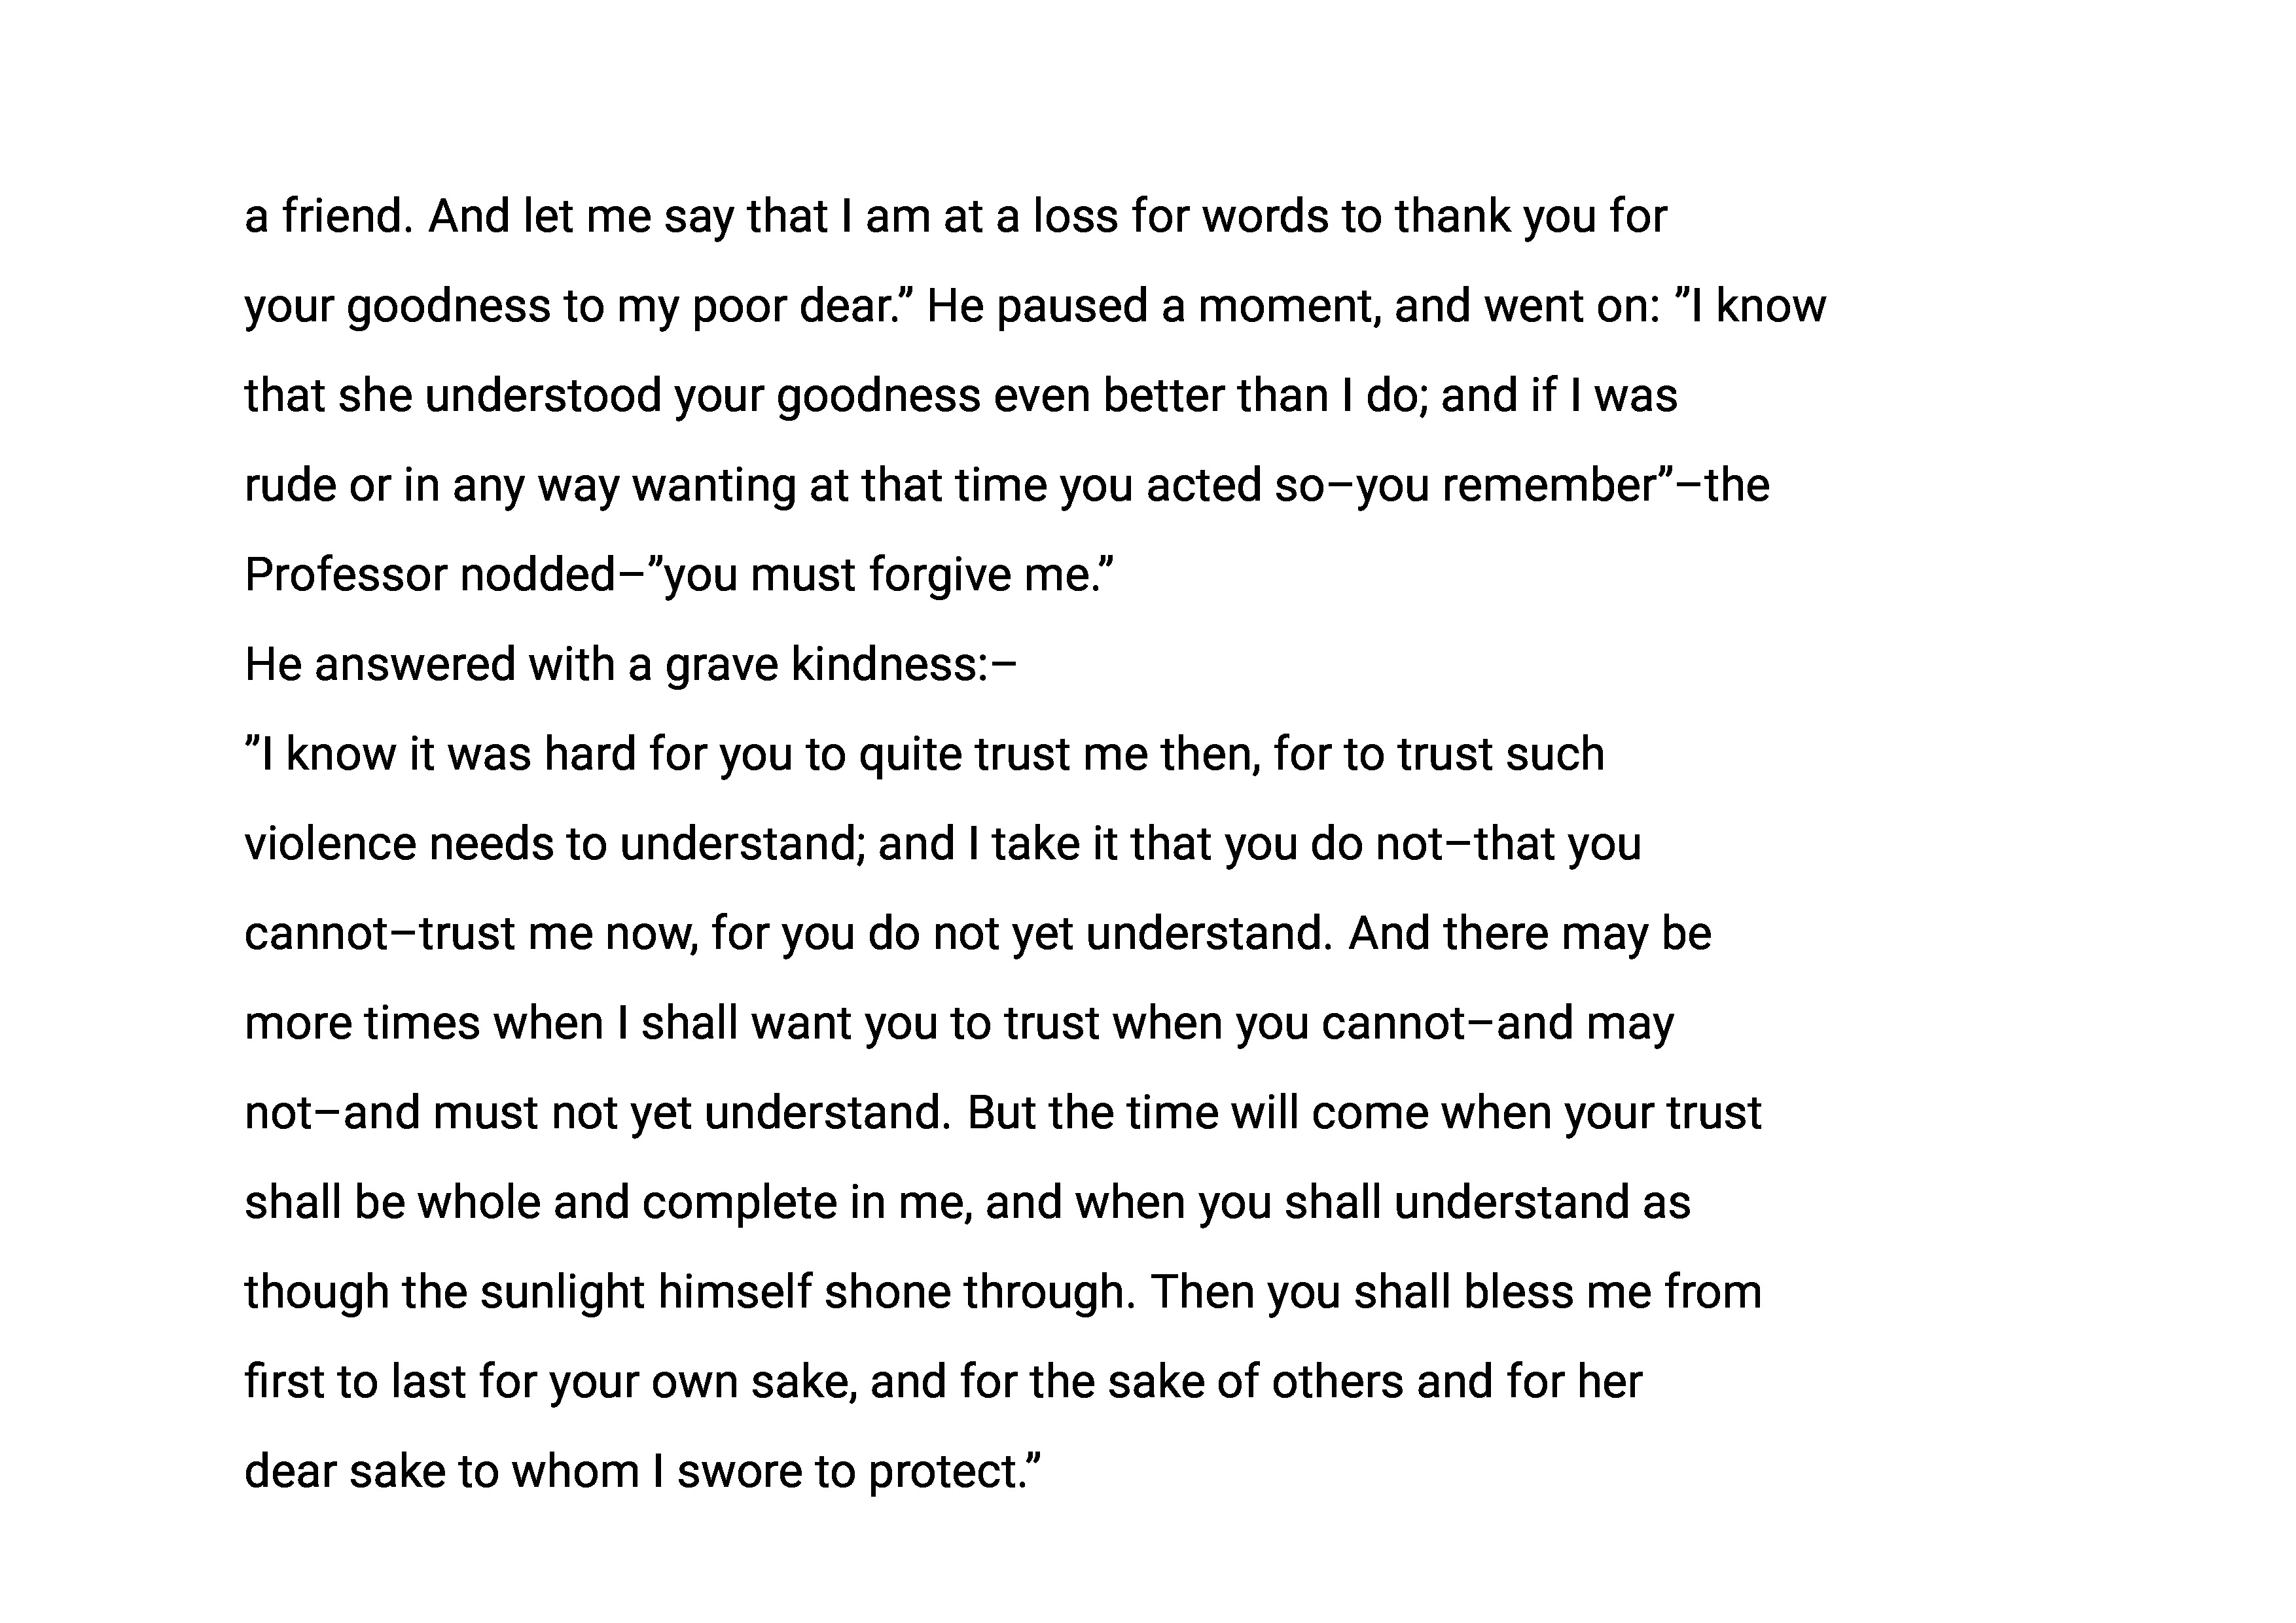 a friend. And let me say that I am at a loss for words to thank you for
your goodness to my poor dear.” He paused a moment, and went on: ”I know
that she understood your goodness even better than I do; and if I was
rude or in any way wanting at that time you acted so–you remember”–the
Professor nodded–”you must forgive me.”
He answered with a grave kindness:–
”I know it was hard for you to quite trust me then, for to trust such
violence needs to understand; and I take it that you do not–that you
cannot–trust me now, for you do not yet understand. And there may be
more times when I shall want you to trust when you cannot–and may
not–and must not yet understand. But the time will come when your trust
shall be whole and complete in me, and when you shall understand as
though the sunlight himself shone through. Then you shall bless me from
first to last for your own sake, and for the sake of others and for her
dear sake to whom I swore to protect.”